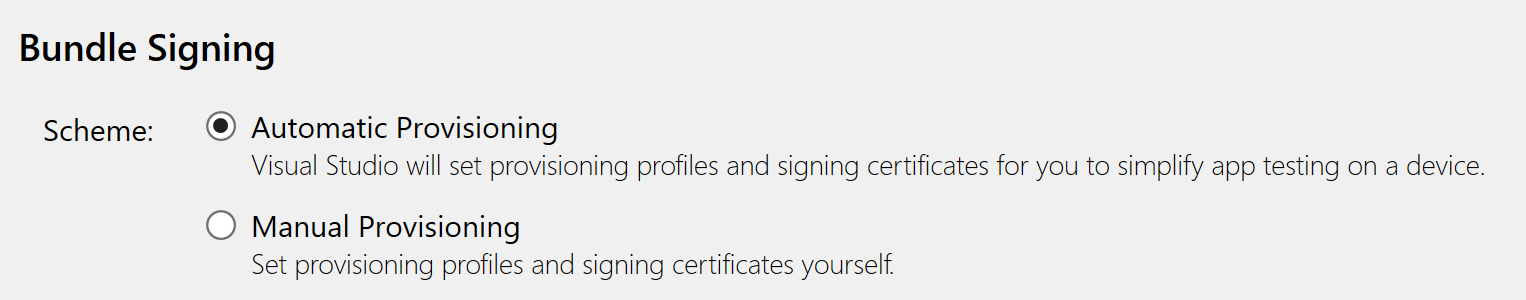 Bundle Signing
Scheme: Automatic Provisioning
Visual Studio will set provisioning profiles and signing certificates for you to simplify app testing on a device.
Manual Provisioning
Set provisioning profiles and signing certificates yourself.